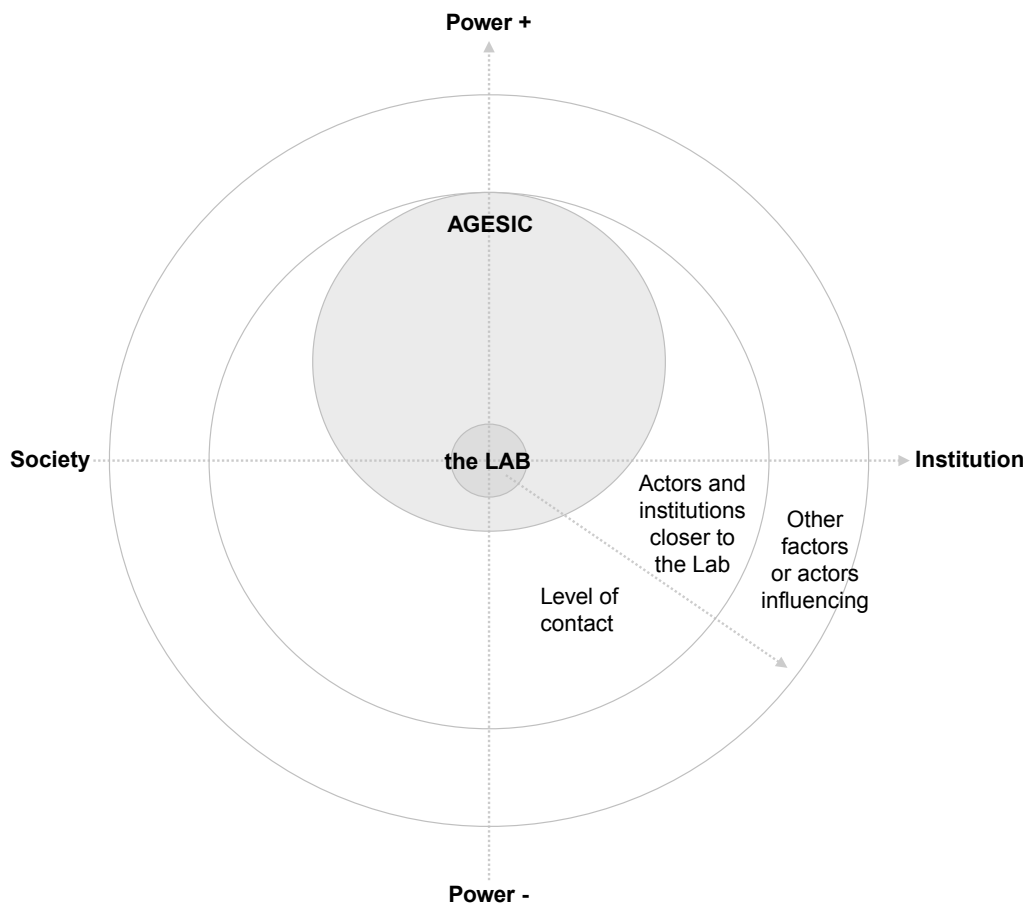 Power +
AGESIC
Society
the LAB
Institution
Actors and
institutions
closer to
the Lab
Other
factors
or actors
influencing
Level of
contact
Power -